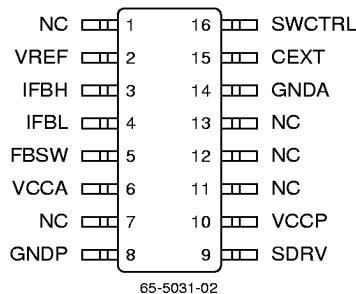 NC 1 16 SWCTRL
VREF 2 15 CEXT
IFBH 3 14 GNDA
IFBL 4 13 NC
FBSW 5 12 NC
VCCA 6 11 NC
NC 7 10 VCCP
GNDP 8 9 SDRV
65-5031-02